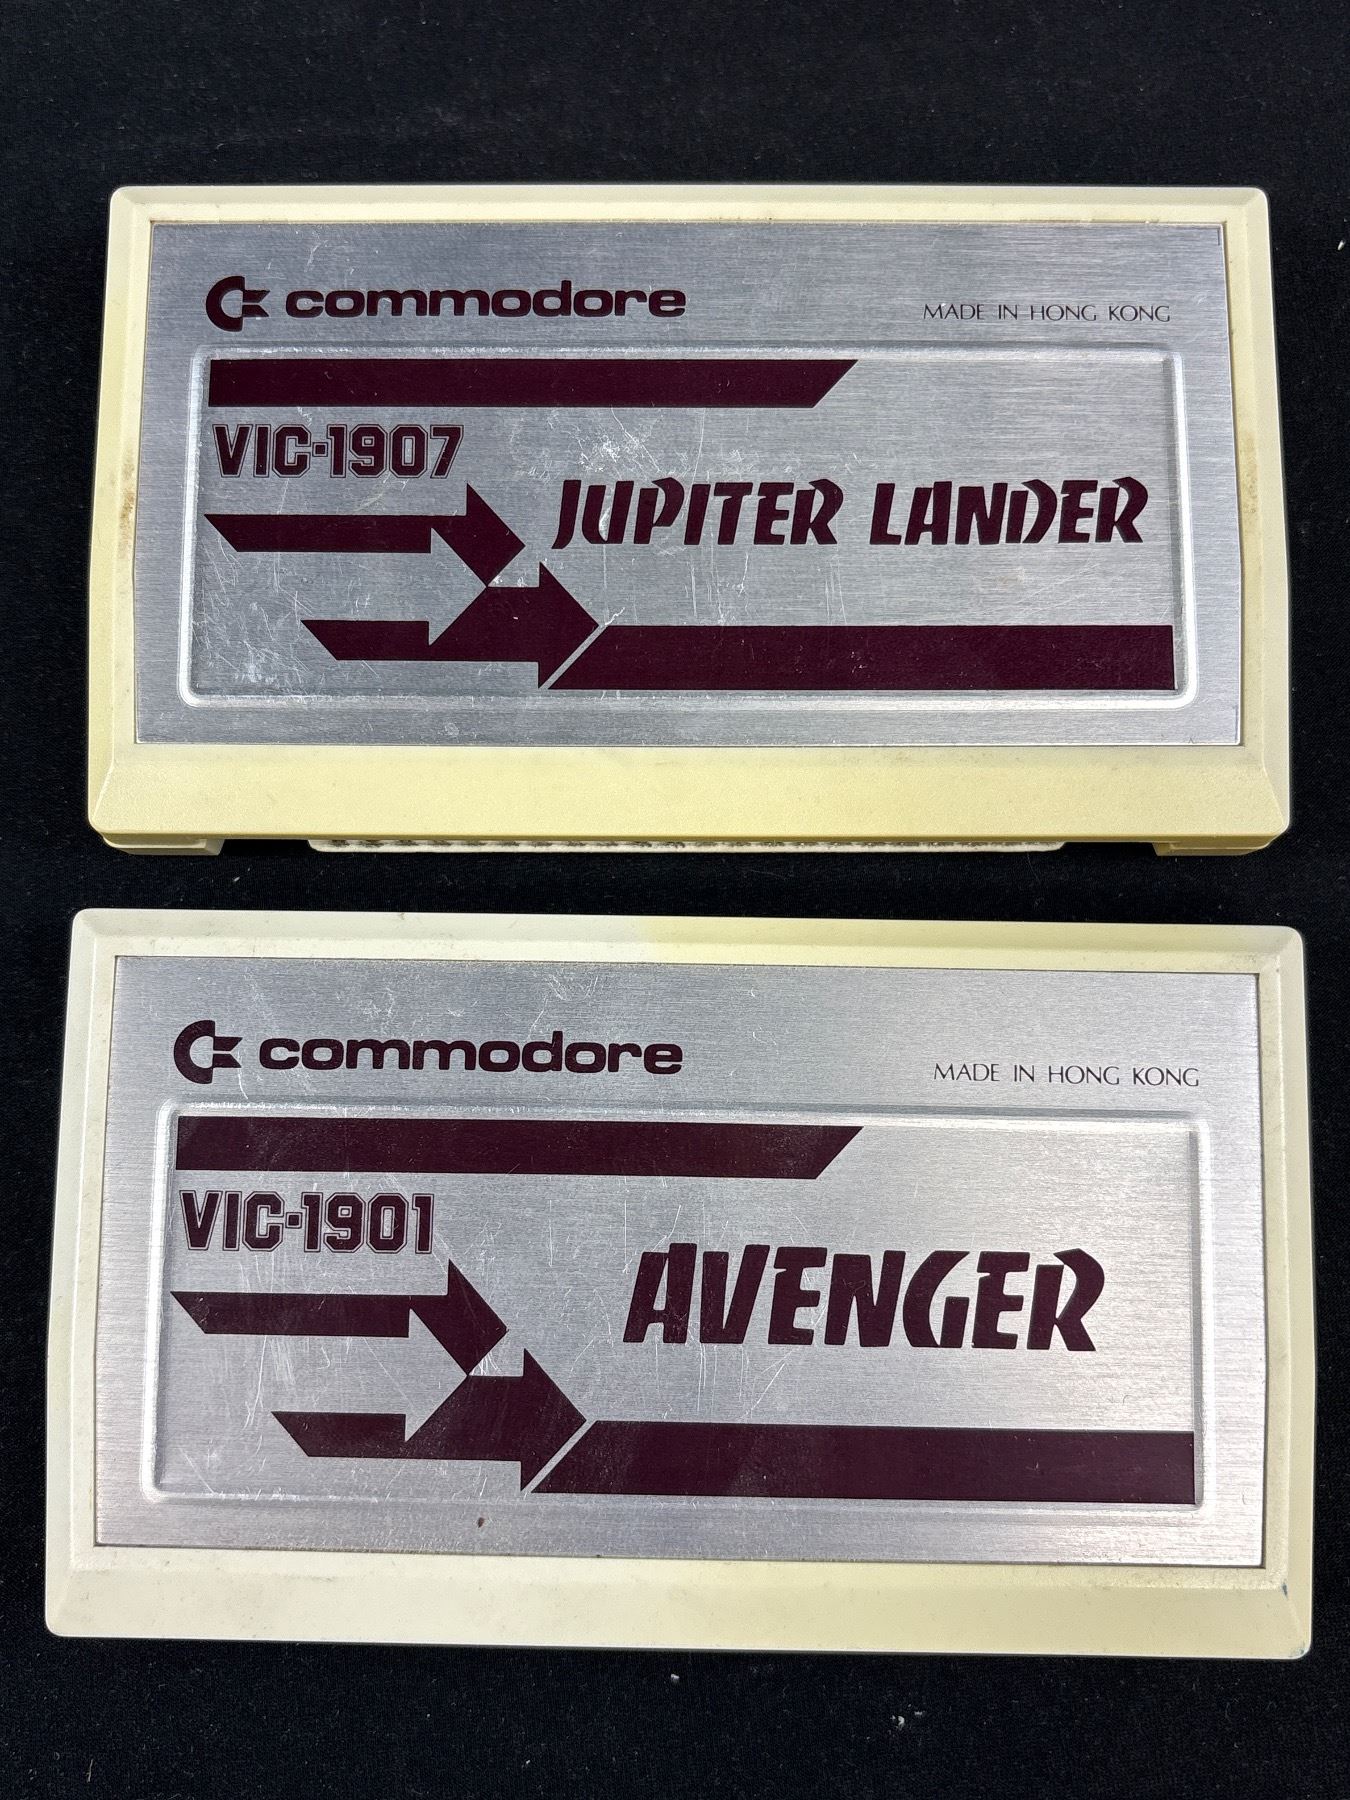 commodore
MADE IN HONG KONG
VIC-1907
JUPITER LANDER
commodore
MADE IN HONG KONG
VIC-1901
AVENGER